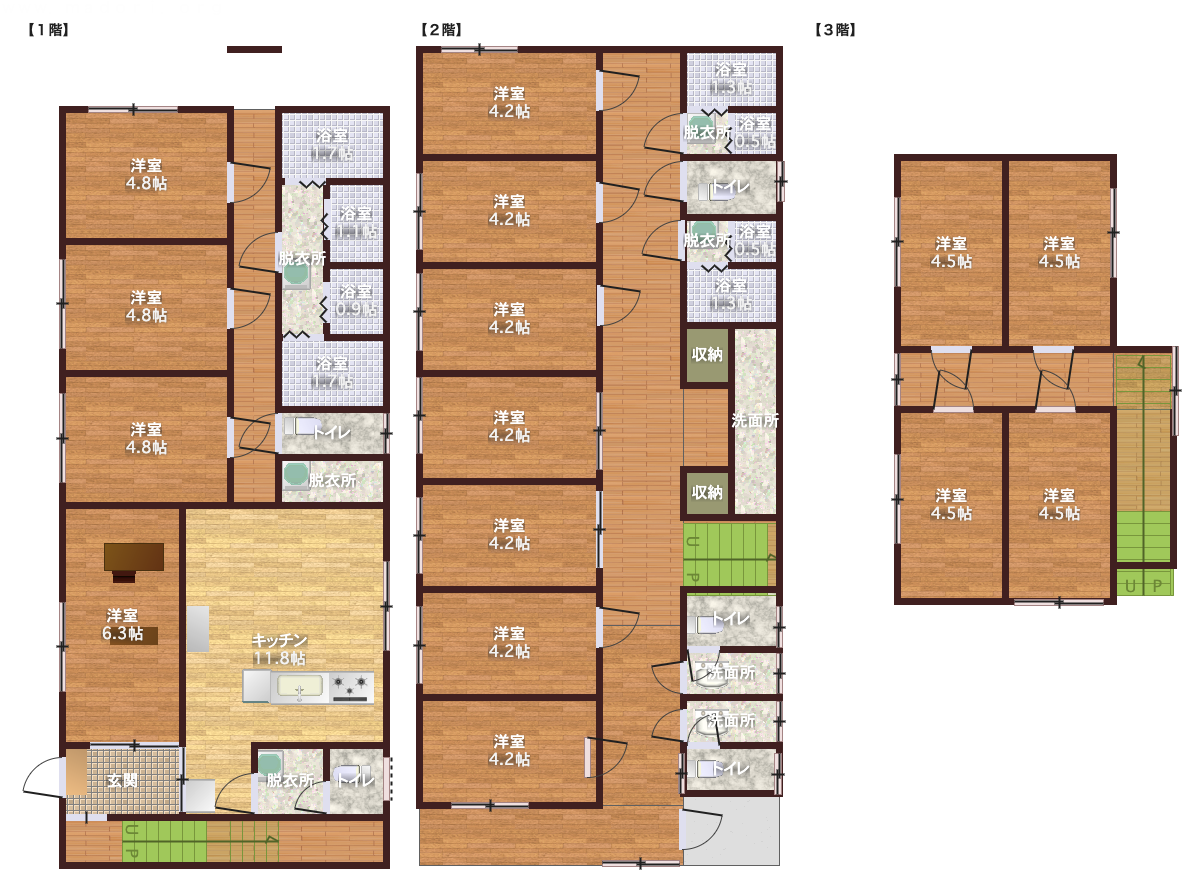 【1階】
洋室
4.8帖
洋室
4.8帖
洋室
4.8帖
浴室
1.7帖
浴室
1.1帖
脱衣所
浴室
0.9帖
浴室
1.7帖
トイレ
脱衣所
洋室
6.3帖
キッチン
11.8帖
玄関
脱衣所
トイレ
UP
【2階】
洋室
4.2帖
洋室
4.2帖
洋室
4.2帖
洋室
4.2帖
洋室
4.2帖
洋室
4.2帖
洋室
4.2帖
浴室
1.3帖
脱衣所
浴室
0.5帖
トイレ
脱衣所
浴室
0.5帖
浴室
1.3帖
収納
洗面所
収納
UP
トイレ
洗面所
洗面所
トイレ
【3階】
洋室
4.5帖
洋室
4.5帖
洋室
4.5帖
洋室
4.5帖
UP